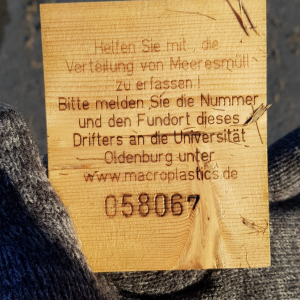 Helfen Sie mit, die
Verteilung von Meeresmüll
zu erfassen!
Bitte melden Sie die Nummer
und den Fundort dieses
Drifters an die Universität
Oldenburg unter
www.macroplastics.de
058067